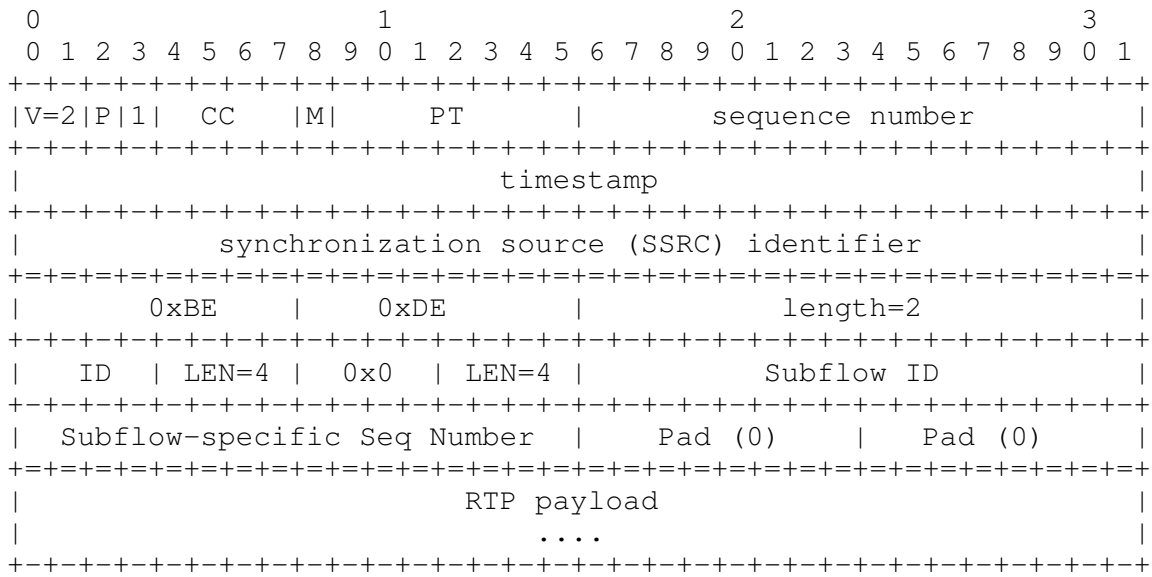 0                   1                   2                   3
 0 1 2 3 4 5 6 7 8 9 0 1 2 3 4 5 6 7 8 9 0 1 2 3 4 5 6 7 8 9 0 1
+-+-+-+-+-+-+-+-+-+-+-+-+-+-+-+-+-+-+-+-+-+-+-+-+-+-+-+-+-+-+-+-+
|V=2|P|1|  CC   |M|     PT      |       sequence number         |
+-+-+-+-+-+-+-+-+-+-+-+-+-+-+-+-+-+-+-+-+-+-+-+-+-+-+-+-+-+-+-+-+
|                           timestamp                           |
+-+-+-+-+-+-+-+-+-+-+-+-+-+-+-+-+-+-+-+-+-+-+-+-+-+-+-+-+-+-+-+-+
|           synchronization source (SSRC) identifier            |
+=+=+=+=+=+=+=+=+=+=+=+=+=+=+=+=+=+=+=+=+=+=+=+=+=+=+=+=+=+=+=+=+
|       0xBE    |    0xDE       |           length=2            |
+-+-+-+-+-+-+-+-+-+-+-+-+-+-+-+-+-+-+-+-+-+-+-+-+-+-+-+-+-+-+-+-+
|   ID  | LEN=4 |  0x0  | LEN=4 |          Subflow ID           |
+-+-+-+-+-+-+-+-+-+-+-+-+-+-+-+-+-+-+-+-+-+-+-+-+-+-+-+-+-+-+-+-+
|  Subflow-specific Seq Number  |    Pad (0)    |   Pad (0)     |
+=+=+=+=+=+=+=+=+=+=+=+=+=+=+=+=+=+=+=+=+=+=+=+=+=+=+=+=+=+=+=+=+
|                         RTP payload                           |
|                             ....                              |
+-+-+-+-+-+-+-+-+-+-+-+-+-+-+-+-+-+-+-+-+-+-+-+-+-+-+-+-+-+-+-+-+